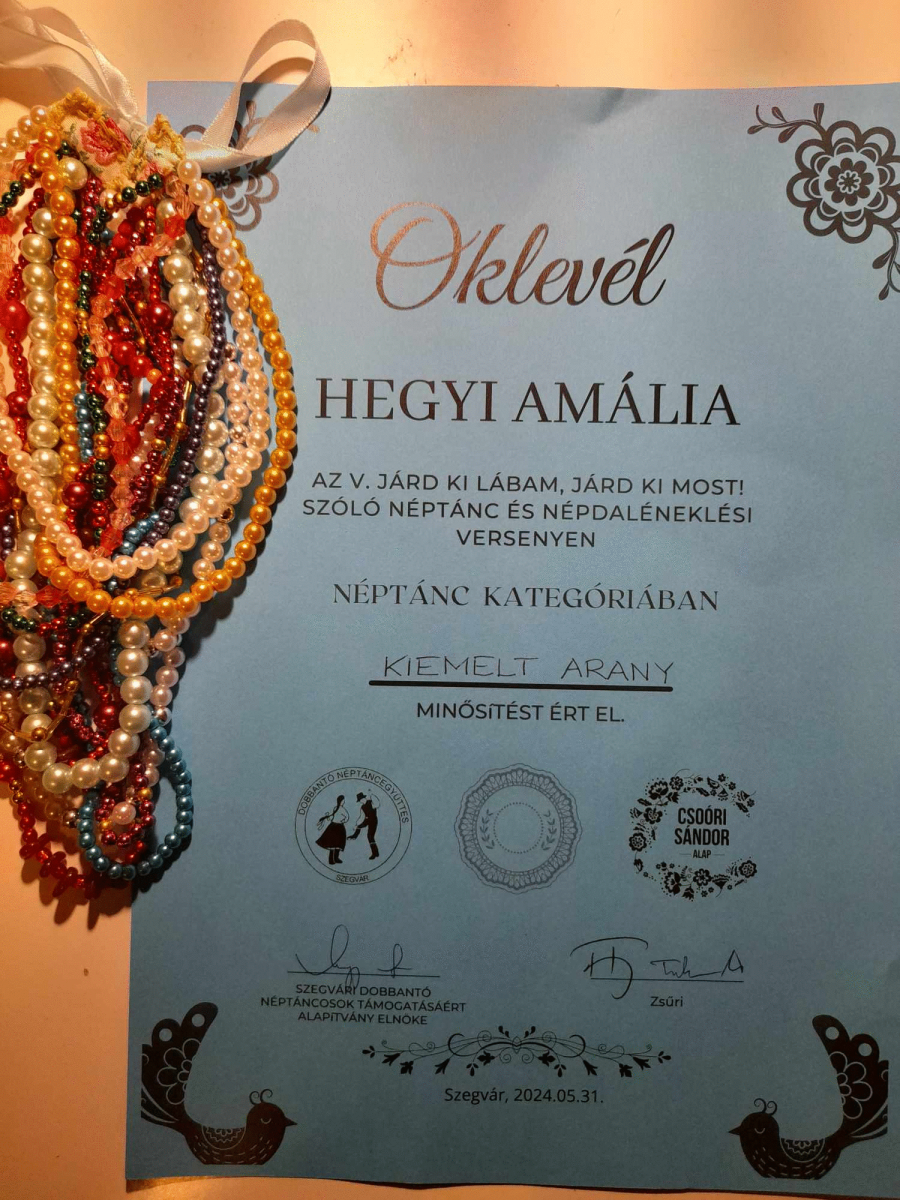 Oklevél
HEGYI AMÁLIA
AZ V. JÁRD KI LÁBAM, JÁRD KI MOST!
SZÓLÓ NÉPTÁNC ÉS NÉPDALÉNEKLÉSI
VERSENYEN
NÉPTÁNC KATEGÓRIÁBAN
KIEMELT ARANY
MINŐSíTÉST ÉRT EL.
DOBBANTÓ NÉPTÁNCEGYÜTTES
SZEGVÁR
CSOÓRI
SÁNDOR
ALAP
SZEGVÁRI DOBBANTÓ
NÉPTÁNCOSOK TÁMOGATÁSÁÉRT
ALAPITVÁNY ELNÖKE
Zsűri
Szegvár, 2024.05.31.